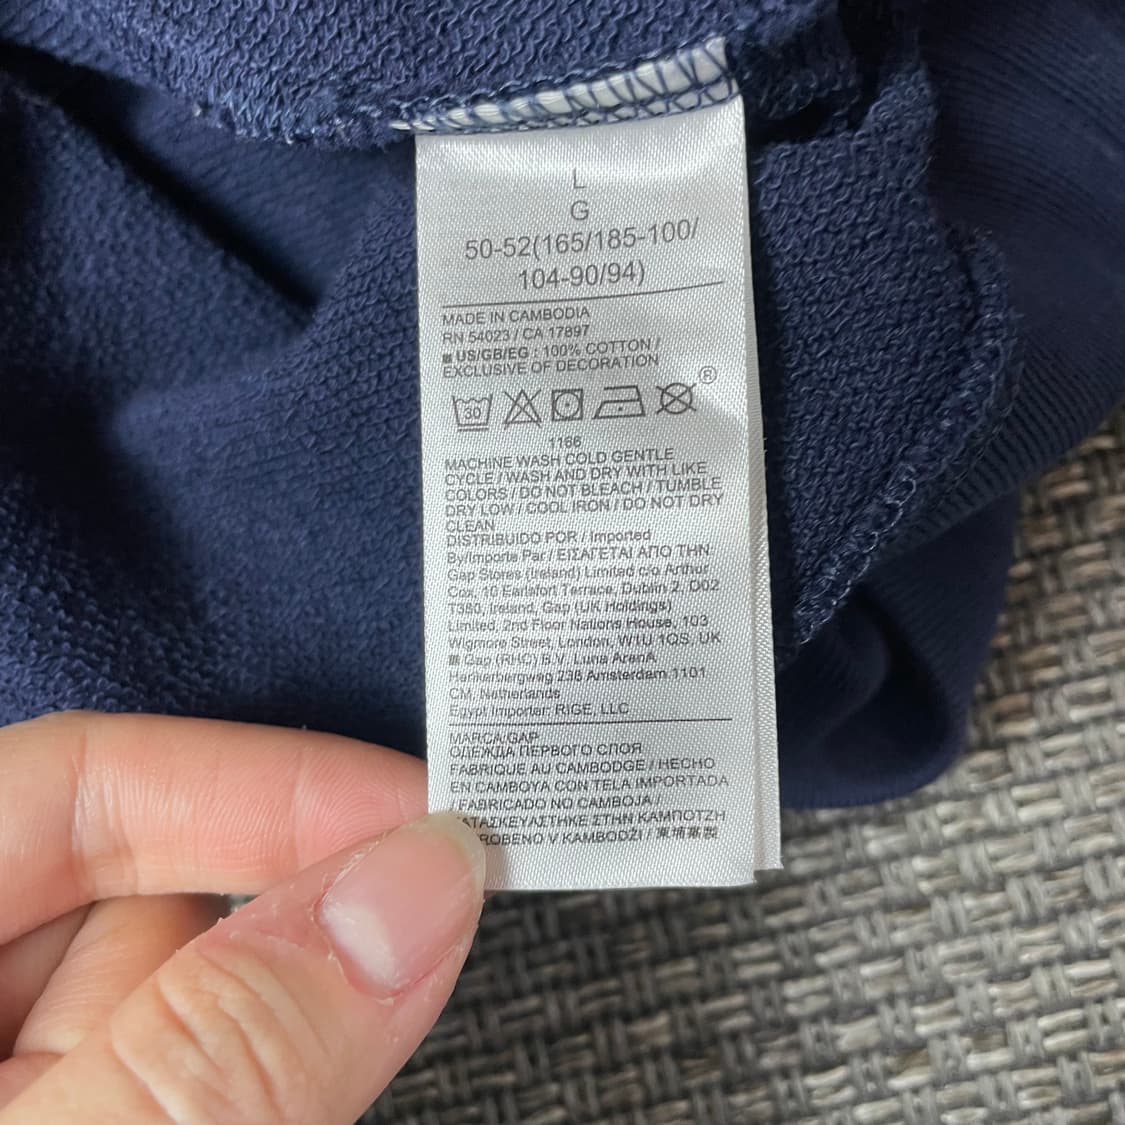 L
G
50-52(165/185-100/
104-90/94)
MADE IN CAMBODIA
RN 54023 / CA 17897
■ US/GB/EG : 100% COTTON /
EXCLUSIVE OF DECORATION
30
®
1166
MACHINE WASH COLD GENTLE
CYCLE / WASH AND DRY WITH LIKE
COLORS / DO NOT BLEACH / TUMBLE
DRY LOW / COOL IRON / DO NOT DRY
CLEAN
DISTRIBUIDO POR / Imported
By/Importe Par / ΕΙΣΑΓΕΤΑΙ ΑΠΟ ΤΗΝ:
Gap Stores (Ireland) Limited c/o Arthur
Cox, 10 Earlsfort Terrace, Dublin 2. D02
T380, Ireland, Gap (UK Holdings)
Limited, 2nd Floor Nations House, 103
Wigmore Street, London, W1U 1QS, UK
■ Gap (RHC) B.V. Luna ArenA
Herikerbergweg 238 Amsterdam 1101
CM, Netherlands
Egypt Importer: RIGE, LLC
MARCA:GAP
ОДЕЖДА ПЕРВОГО СЛОЯ
FABRIQUE AU CAMBODGE / HECHO
EN CAMBOYA CON TELA IMPORTADA
/ FABRICADO NO CAMBOJA /
ΑΤΑΣΚΕΥΑΣΤΗΚΕ ΣΤΗΝ ΚΑΜΠΟΤΖΗ
ROBENO V KAMBODZI / 柬埔寨製